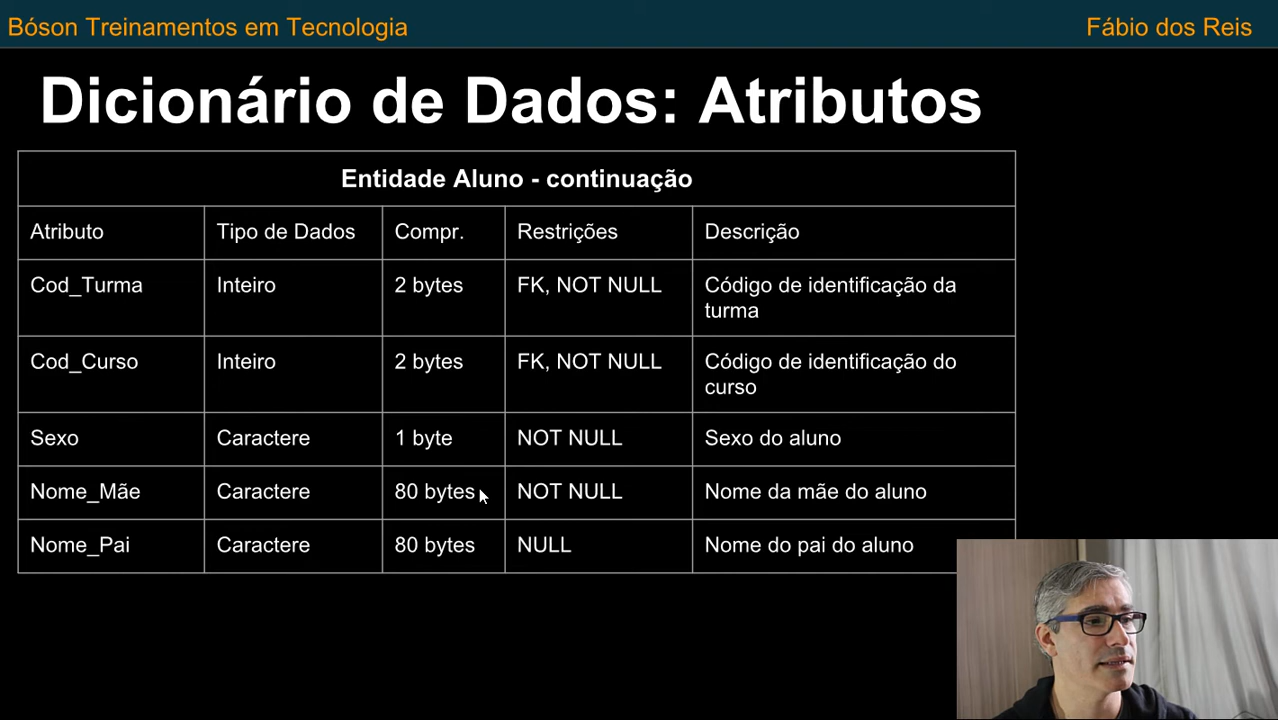 Bóson Treinamentos em Tecnologia
Fábio dos Reis
Dicionário de Dados: Atributos
Entidade Aluno - continuação
Atributo Tipo de Dados Compr. Restrições Descrição
Cod_Turma Inteiro 2 bytes FK, NOT NULL Código de identificação da
turma
Cod_Curso Inteiro 2 bytes FK, NOT NULL Código de identificação do
curso
Sexo Caractere 1 byte NOT NULL Sexo do aluno
Nome_Mãe Caractere 80 bytes NOT NULL Nome da mãe do aluno
Nome_Pai Caractere 80 bytes NULL Nome do pai do aluno